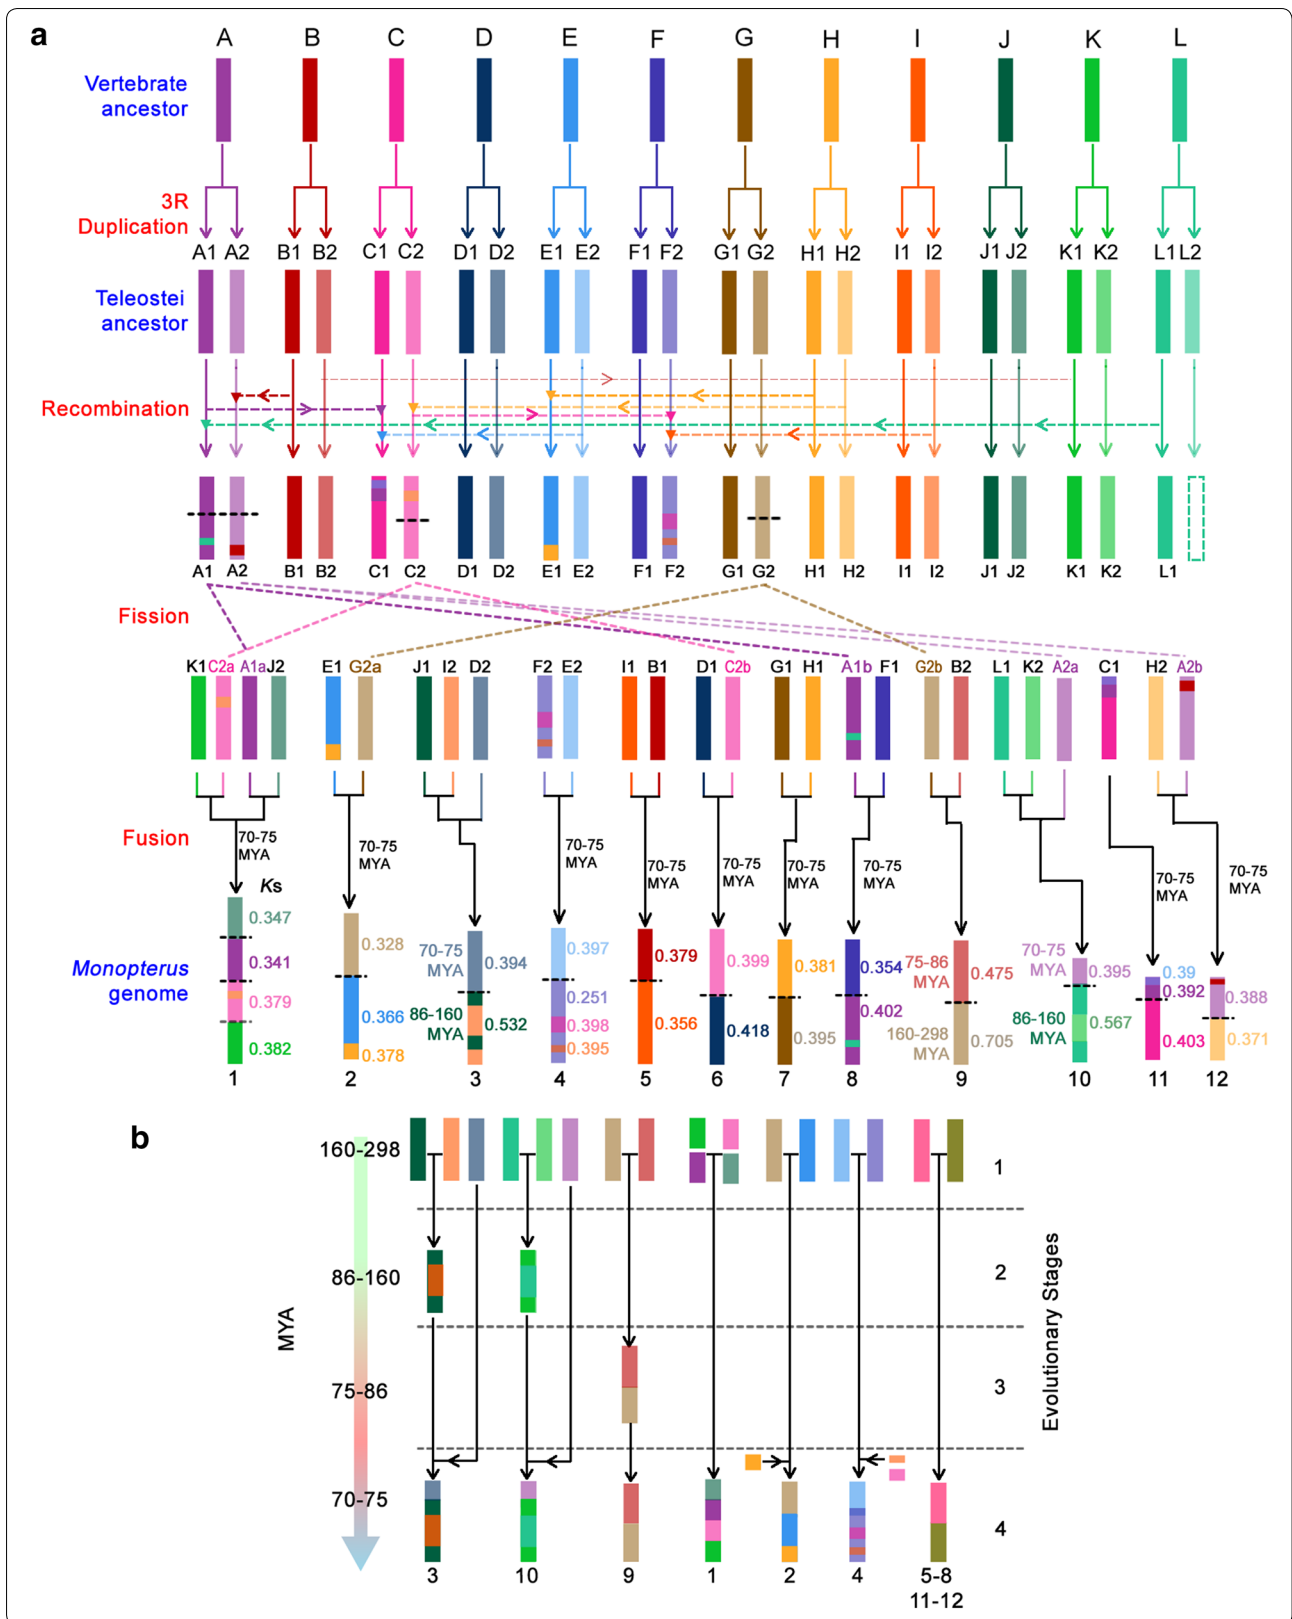 a
A B C D E F G H I J K L
Vertebrate
ancestor
3R
Duplication
A1 A2 B1 B2 C1 C2 D1 D2 E1 E2 F1 F2 G1 G2 H1 H2 I1 I2 J1 J2 K1 K2 L1 L2
Teleostei
ancestor
Recombination
A1 A2 B1 B2 C1 C2 D1 D2 E1 E2 F1 F2 G1 G2 H1 H2 I1 I2 J1 J2 K1 K2 L1
Fission
K1 C2a A1a J2 E1 G2a J1 I2 D2 F2 E2 I1 B1 D1 C2b G1 H1 A1b F1 G2b B2 L1 K2 A2a C1 H2 A2b
Fusion
70-75
MYA
70-75
MYA
70-75
MYA
70-75
MYA
70-75
MYA
70-75
MYA
70-75
MYA
70-75
MYA
70-75
MYA
Ks
Monopterus
genome
0.347
0.341
0.379
0.382
1
0.328
0.366
0.378
2
70-75
MYA
0.394
86-160
MYA
0.532
3
0.397
0.251
0.398
0.395
4
0.379
0.356
5
0.399
0.418
6
0.381
0.395
7
0.354
0.402
8
75-86
MYA
0.475
160-298
MYA
0.705
9
70-75
MYA
0.395
86-160
MYA
0.567
10
0.39
0.392
0.403
11
0.388
0.371
12
b
160-298
1
86-160
2
MYA
Evolutionary Stages
75-86
3
70-75
4
3 10 9 1 2 4 5-8
11-12